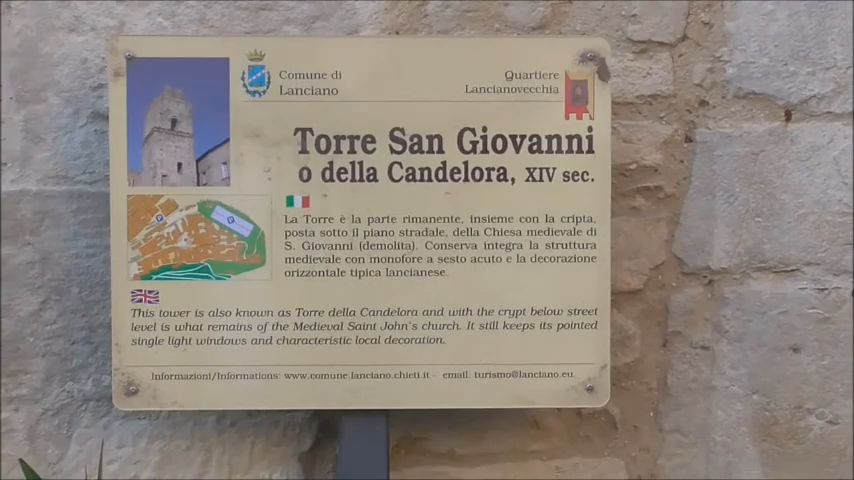 Comune di
Lanciano
Quartiere
Lancianovecchia
Torre San Giovanni
o della Candelora, XIV sec.
La Torre è la parte rimanente, insieme con la cripta,
posta sotto il piano stradale, della Chiesa medievale di
S. Giovanni (demolita). Conserva integra la struttura
medievale con monofore a sesto acuto e la decorazione
orizzontale tipica lancianese.
This tower is also known as Torre della Candelora and with the crypt below street
level is what remains of the Medieval Saint John's church. It still keeps its pointed
single light windows and characteristic local decoration.
Informazioni/Informations: www.comune.lanciano.chieti.it - email. turismo@lanciano.eu.